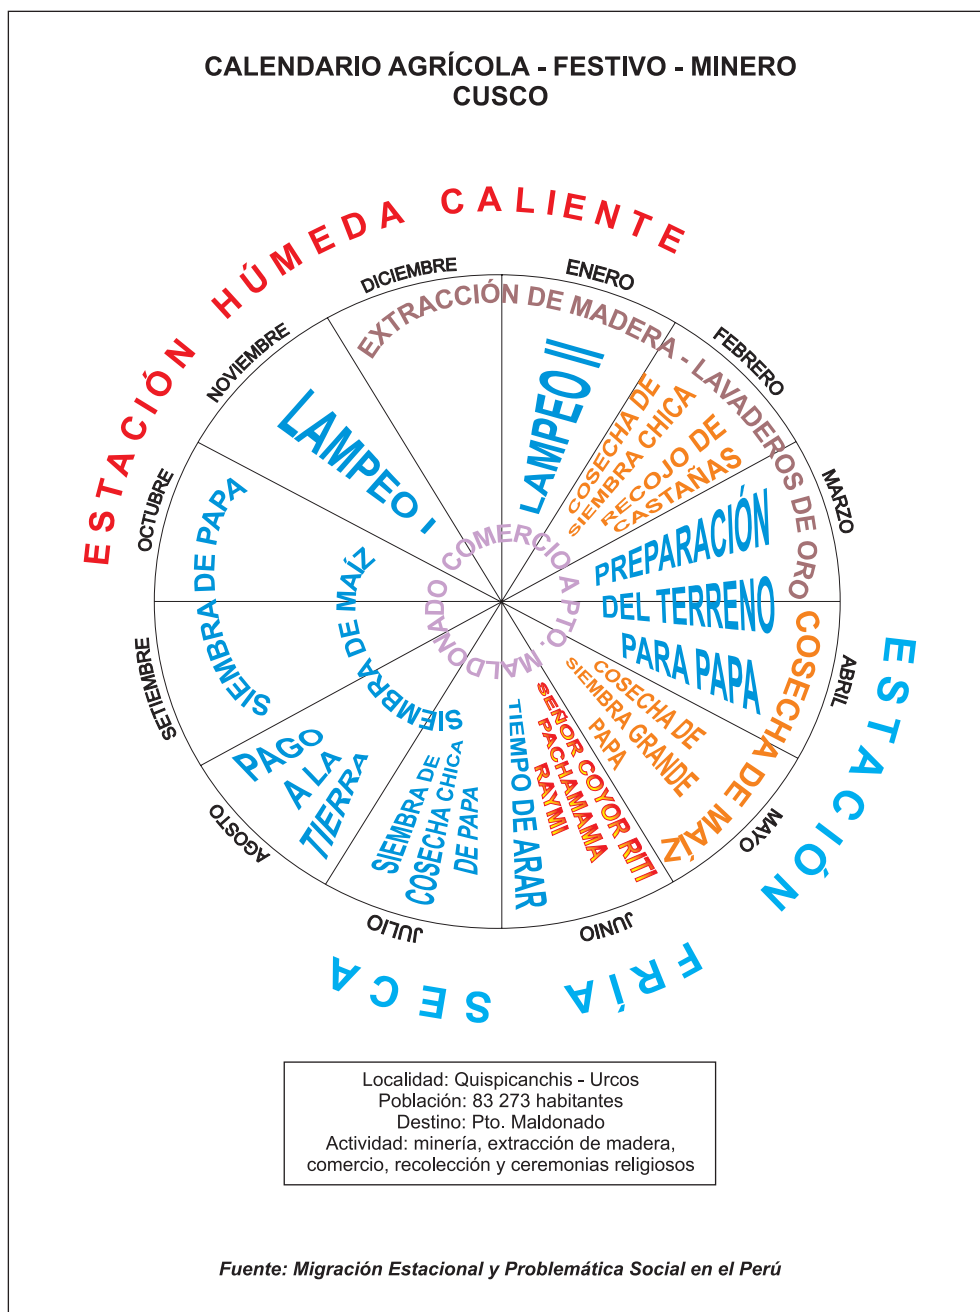 CALENDARIO AGRÍCOLA - FESTIVO - MINERO
CUSCO
ESTACIÓN HÚMEDA CALIENTE
ENERO
FEBRERO
MARZO
ABRIL
MAYO
JUNIO
JULIO
AGOSTO
SETIEMBRE
OCTUBRE
NOVIEMBRE
DICIEMBRE
EXTRACCIÓN DE MADERA - LAVADEROS DE ORO
LAMPEO II
COSECHA DE
SIEMBRA CHICA
RECOJO DE
CASTAÑAS
PREPARACIÓN
DEL TERRENO
PARA PAPA
COSECHA DE MAÍZ
COSECHA DE
SIEMBRA GRANDE
PAPA
SEÑOR COYOR RITI
PACHAMAMA
RAYMI
TIEMPO DE ARAR
SIEMBRA DE
COSECHA CHICA
DE PAPA
PAGO
A LA
TIERRA
SIEMBRA DE MAÍZ
SIEMBRA DE PAPA
LAMPEO I
COMERCIO A PTO. MALDONADO
ESTACIÓN FRÍA SECA
Localidad: Quispicanchis - Urcos
Población: 83 273 habitantes
Destino: Pto. Maldonado
Actividad: minería, extracción de madera,
comercio, recolección y ceremonias religiosos
Fuente: Migración Estacional y Problemática Social en el Perú